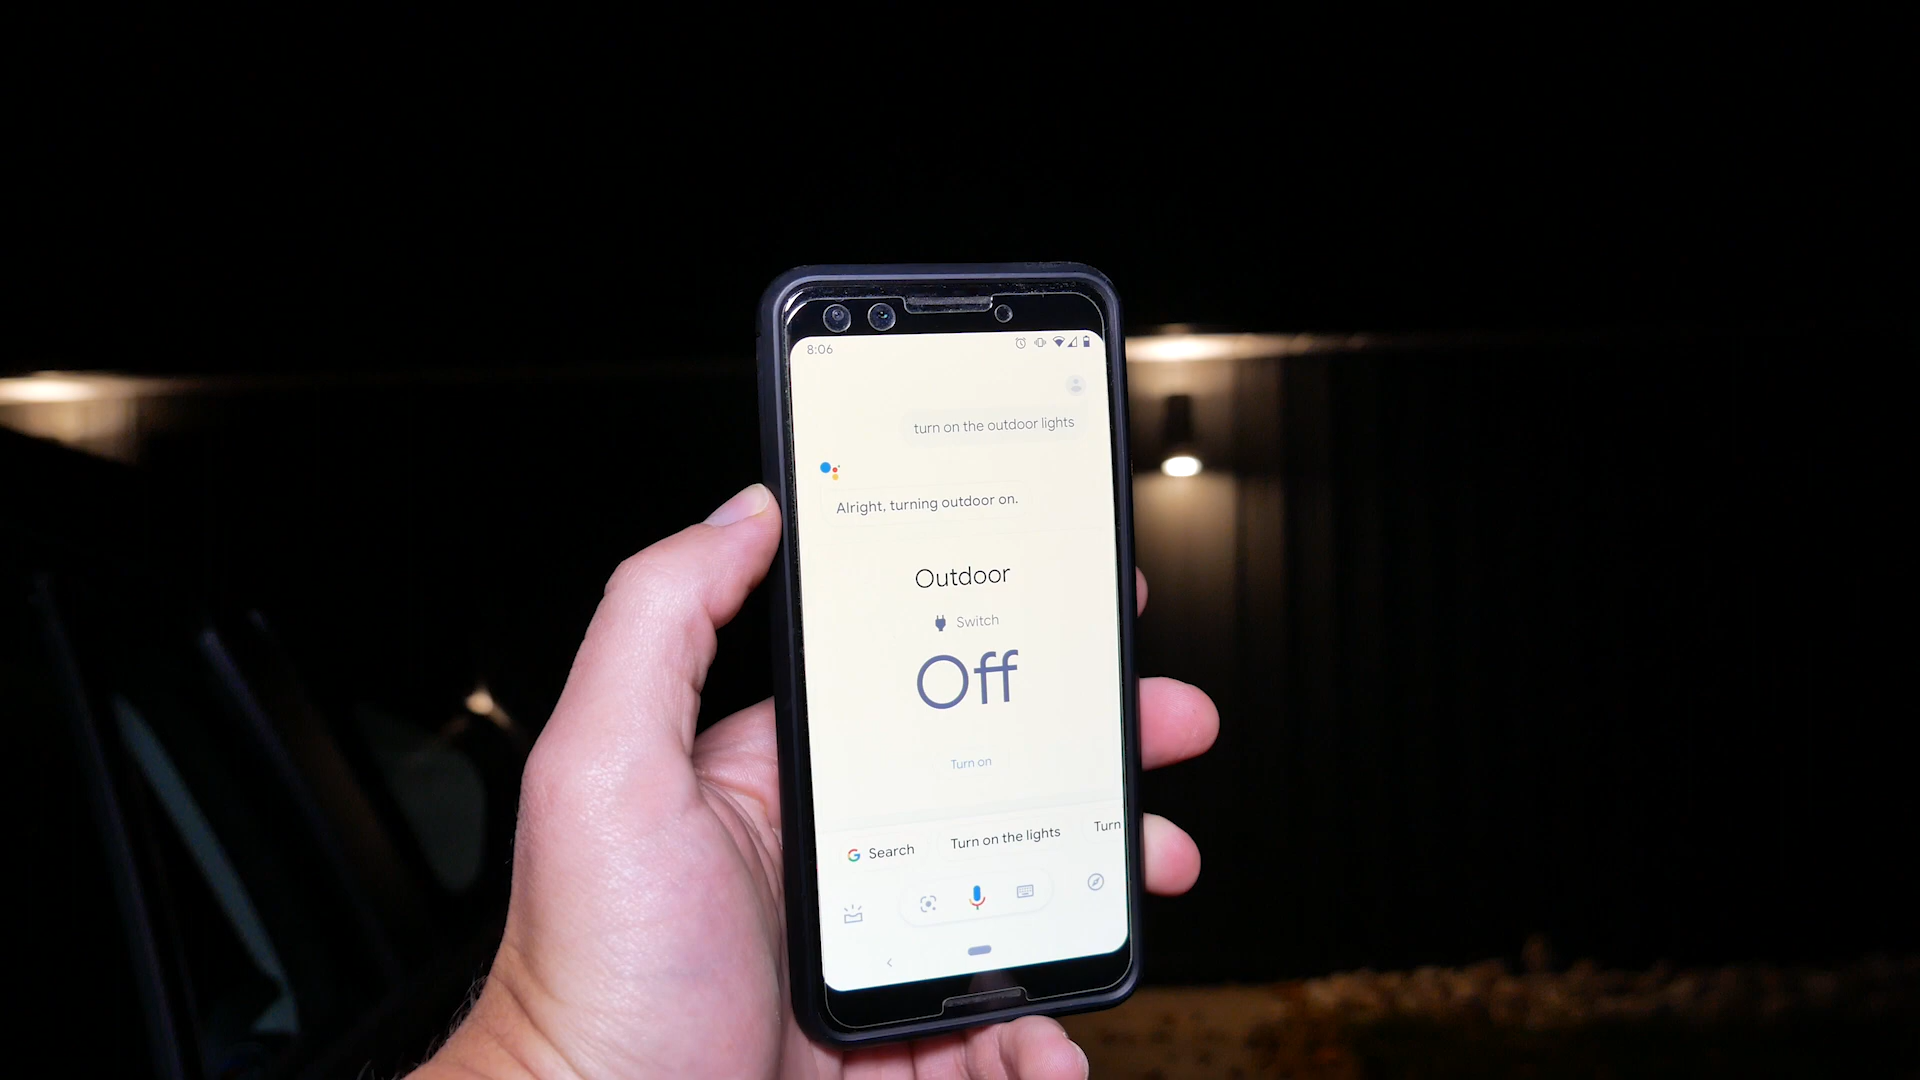 8:06
turn on the outdoor lights
Alright, turning outdoor on.
Outdoor
Switch
Off
Turn on
Search
Turn on the lights
Turn